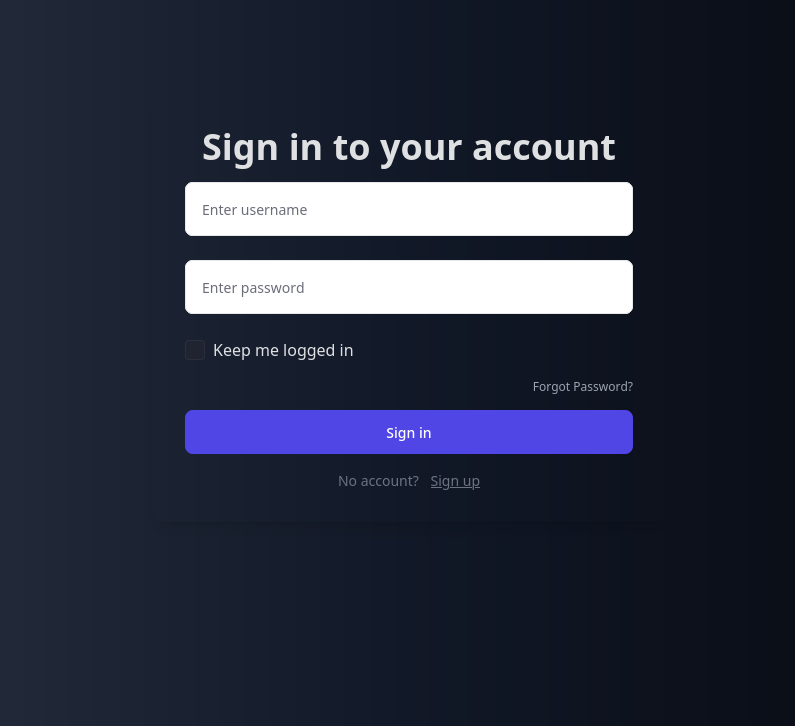 Sign in to your account
Enter username
Enter password
Keep me logged in
Forgot Password?
Sign in
No account? Sign up